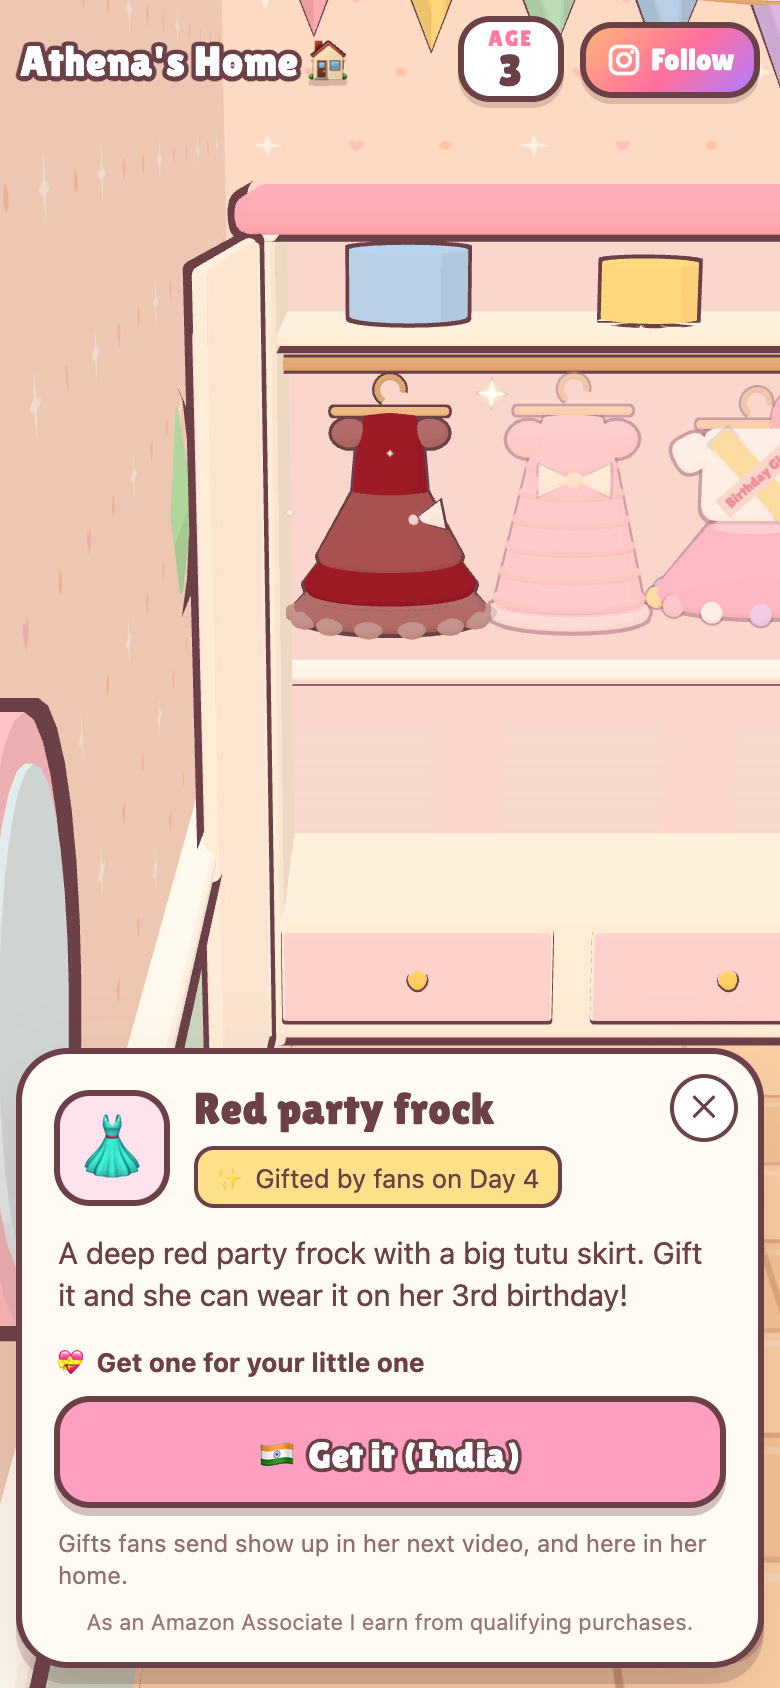 Athena's Home
AGE
3
Follow
Birthday Gi
Red party frock
Gifted by fans on Day 4
A deep red party frock with a big tutu skirt. Gift
it and she can wear it on her 3rd birthday!
Get one for your little one
Get it (India)
Gifts fans send show up in her next video, and here in her
home.
As an Amazon Associate I earn from qualifying purchases.